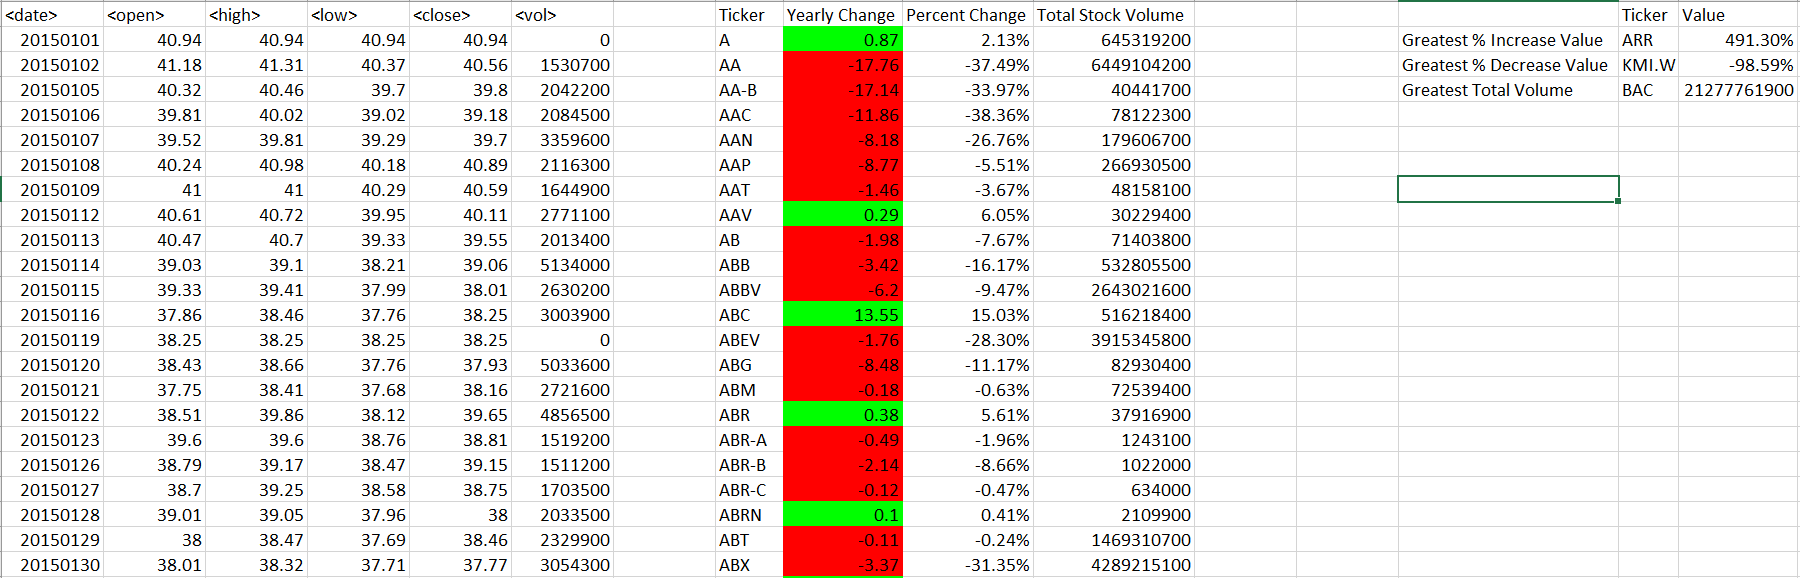 <date> <open> <high> <low> <close> <vol> Ticker Yearly Change Percent Change Total Stock Volume Ticker Value
20150101 40.94 40.94 40.94 40.94 0 A 0.87 2.13% 645319200 Greatest % Increase Value ARR 491.30%
20150102 41.18 41.31 40.37 40.56 1530700 AA -17.76 -37.49% 6449104200 Greatest % Decrease Value KMI.W -98.59%
20150105 40.32 40.46 39.7 39.8 2042200 AA-B -17.14 -33.97% 40441700 Greatest Total Volume BAC 21277761900
20150106 39.81 40.02 39.02 39.18 2084500 AAC -11.86 -38.36% 78122300
20150107 39.52 39.81 39.29 39.7 3359600 AAN -8.18 -26.76% 179606700
20150108 40.24 40.98 40.18 40.89 2116300 AAP -8.77 -5.51% 266930500
20150109 41 41 40.29 40.59 1644900 AAT -1.46 -3.67% 48158100
20150112 40.61 40.72 39.95 40.11 2771100 AAV 0.29 6.05% 30229400
20150113 40.47 40.7 39.33 39.55 2013400 AB -1.98 -7.67% 71403800
20150114 39.03 39.1 38.21 39.06 5134000 ABB -3.42 -16.17% 532805500
20150115 39.33 39.41 37.99 38.01 2630200 ABBV -6.2 -9.47% 2643021600
20150116 37.86 38.46 37.76 38.25 3003900 ABC 13.55 15.03% 516218400
20150119 38.25 38.25 38.25 38.25 0 ABEV -1.76 -28.30% 3915345800
20150120 38.43 38.66 37.76 37.93 5033600 ABG -8.48 -11.17% 82930400
20150121 37.75 38.41 37.68 38.16 2721600 ABM -0.18 -0.63% 72539400
20150122 38.51 39.86 38.12 39.65 4856500 ABR 0.38 5.61% 37916900
20150123 39.6 39.6 38.76 38.81 1519200 ABR-A -0.49 -1.96% 1243100
20150126 38.79 39.17 38.47 39.15 1511200 ABR-B -2.14 -8.66% 1022000
20150127 38.7 39.25 38.58 38.75 1703500 ABR-C -0.12 -0.47% 634000
20150128 39.01 39.05 37.96 38 2033500 ABRN 0.1 0.41% 2109900
20150129 38 38.47 37.69 38.46 2329900 ABT -0.11 -0.24% 1469310700
20150130 38.01 38.32 37.71 37.77 3054300 ABX -3.37 -31.35% 4289215100